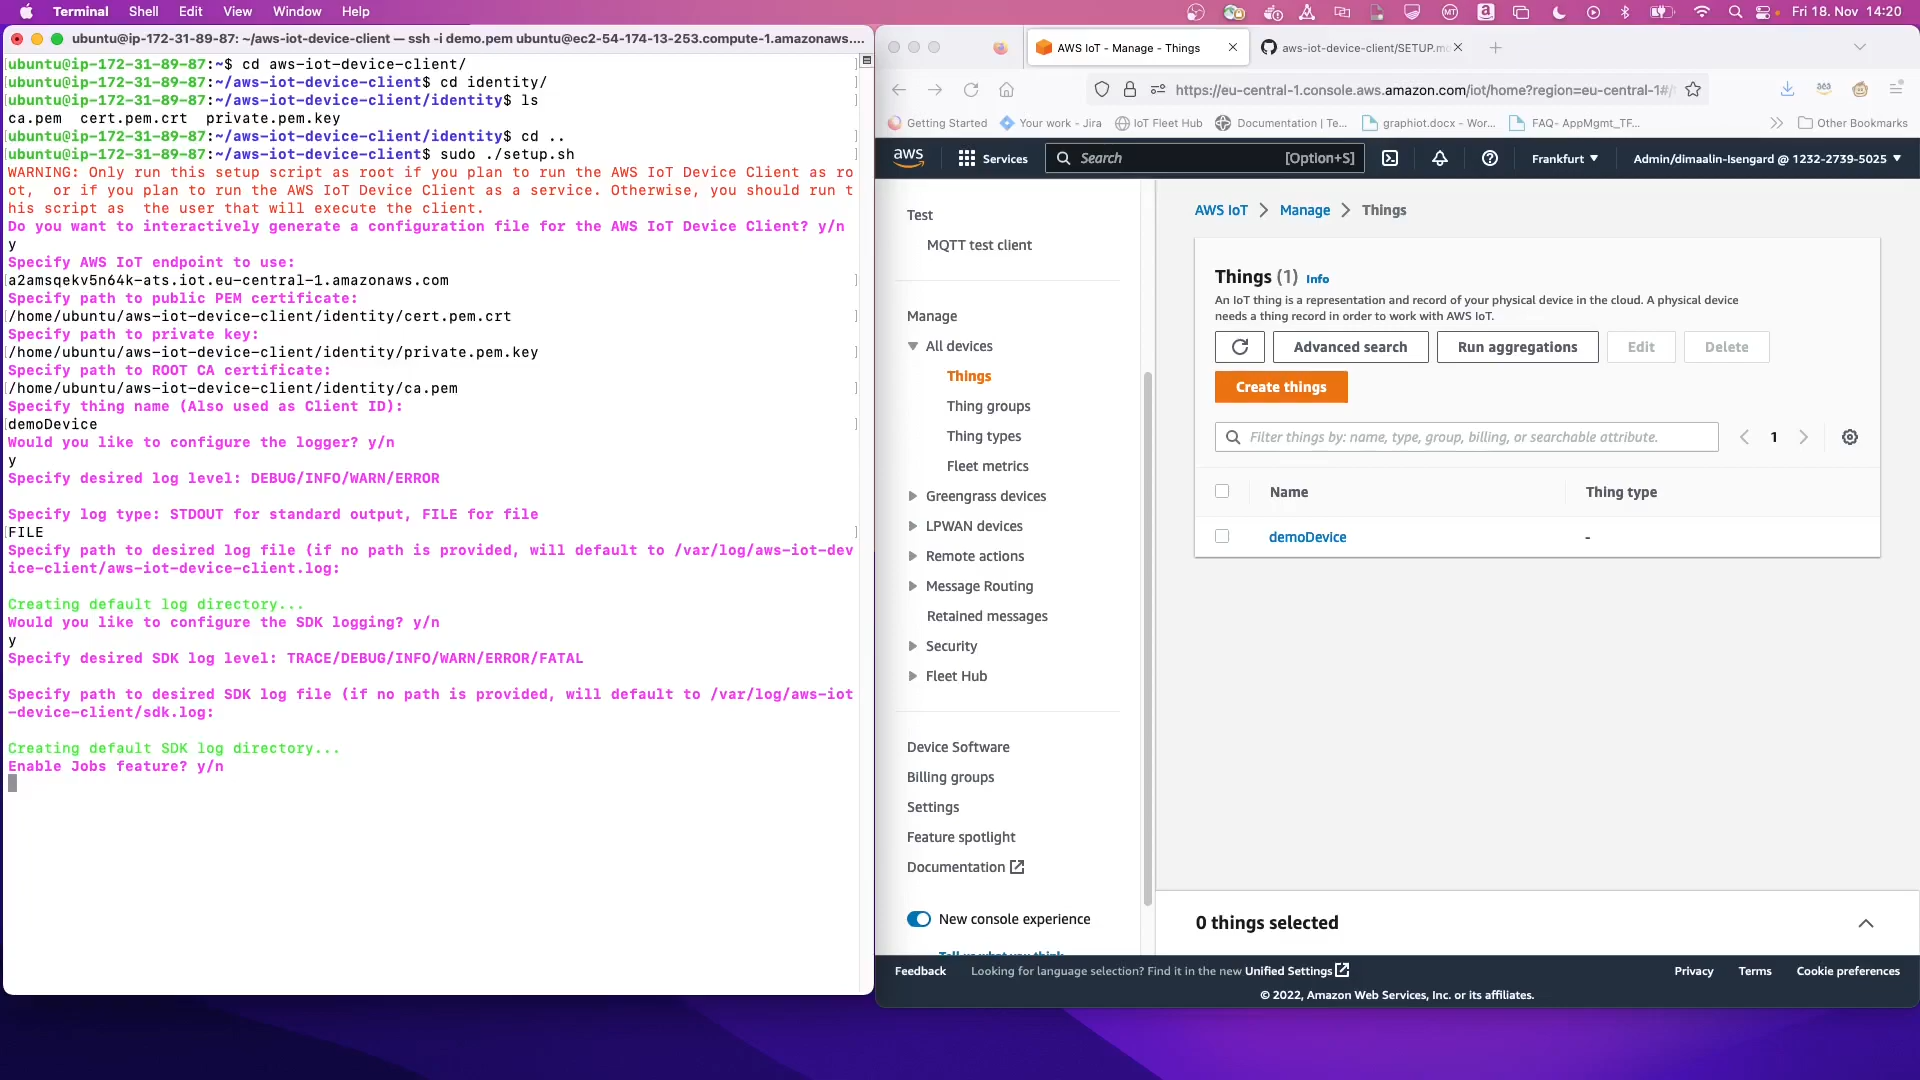 Terminal Shell Edit View Window Help
Fri 18. Nov 14:20
ubuntu@ip-172-31-89-87: ~/aws-iot-device-client — ssh -i demo.pem ubuntu@ec2-54-174-13-253.compute-1.amazonaws....
ubuntu@ip-172-31-89-87:~$ cd aws-iot-device-client/
ubuntu@ip-172-31-89-87:~/aws-iot-device-client$ cd identity/
ubuntu@ip-172-31-89-87:~/aws-iot-device-client/identity$ ls
ca.pem  cert.pem.crt  private.pem.key
ubuntu@ip-172-31-89-87:~/aws-iot-device-client/identity$ cd ..
ubuntu@ip-172-31-89-87:~/aws-iot-device-client$ sudo ./setup.sh
WARNING: Only run this setup script as root if you plan to run the AWS IoT Device Client as ro
ot,  or if you plan to run the AWS IoT Device Client as a service. Otherwise, you should run t
his script as  the user that will execute the client.
Do you want to interactively generate a configuration file for the AWS IoT Device Client? y/n
y
Specify AWS IoT endpoint to use:
a2amsqekv5n64k-ats.iot.eu-central-1.amazonaws.com
Specify path to public PEM certificate:
/home/ubuntu/aws-iot-device-client/identity/cert.pem.crt
Specify path to private key:
/home/ubuntu/aws-iot-device-client/identity/private.pem.key
Specify path to ROOT CA certificate:
/home/ubuntu/aws-iot-device-client/identity/ca.pem
Specify thing name (Also used as Client ID):
demoDevice
Would you like to configure the logger? y/n
y
Specify desired log level: DEBUG/INFO/WARN/ERROR
Specify log type: STDOUT for standard output, FILE for file
FILE
Specify path to desired log file (if no path is provided, will default to /var/log/aws-iot-dev
ice-client/aws-iot-device-client.log:
Creating default log directory...
Would you like to configure the SDK logging? y/n
y
Specify desired SDK log level: TRACE/DEBUG/INFO/WARN/ERROR/FATAL
Specify path to desired SDK log file (if no path is provided, will default to /var/log/aws-iot
-device-client/sdk.log:
Creating default SDK log directory...
Enable Jobs feature? y/n
AWS IoT - Manage - Things
aws-iot-device-client/SETUP.m
https://eu-central-1.console.aws.amazon.com/iot/home?region=eu-central-1#/
Getting Started
Your work - Jira
IoT Fleet Hub
Documentation | Te...
graphiot.docx - Wor...
FAQ- AppMgmt_TF...
Other Bookmarks
aws
Services
Search
[Option+S]
Frankfurt
Admin/dimaalin-Isengard @ 1232-2739-5025
Test
MQTT test client
Manage
All devices
Things
Thing groups
Thing types
Fleet metrics
Greengrass devices
LPWAN devices
Remote actions
Message Routing
Retained messages
Security
Fleet Hub
Device Software
Billing groups
Settings
Feature spotlight
Documentation
New console experience
AWS IoT > Manage > Things
Things (1) Info
An IoT thing is a representation and record of your physical device in the cloud. A physical device
needs a thing record in order to work with AWS IoT.
Advanced search
Run aggregations
Edit
Delete
Create things
Filter things by: name, type, group, billing, or searchable attribute.
1
Name
Thing type
demoDevice
-
0 things selected
Feedback
Looking for language selection? Find it in the new Unified Settings
Privacy
Terms
Cookie preferences
© 2022, Amazon Web Services, Inc. or its affiliates.